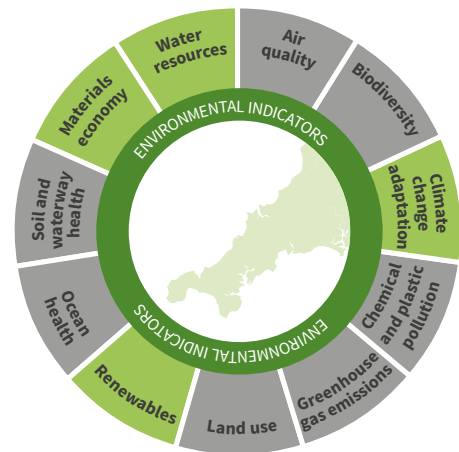 Air
quality
Biodiversity
Climate
change
adaptation
Chemical
and plastic
pollution
Greenhouse
gas emissions
Land use
Renewables
Ocean
health
Soil and
waterway
health
Materials
economy
Water
resources
ENVIRONMENTAL INDICATORS
ENVIRONMENTAL INDICATORS